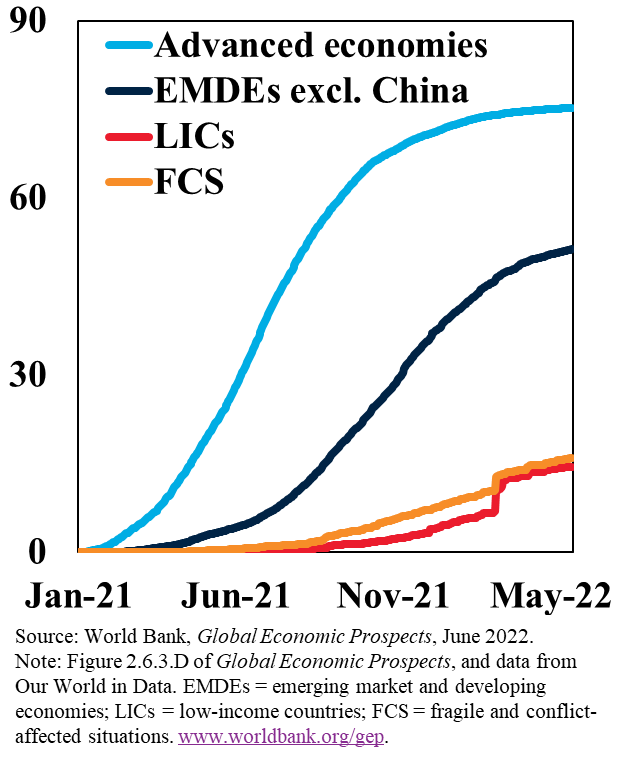 90
Advanced economies
EMDEs excl. China
LICs
FCS
60
30
0
Jan-21 Jun-21 Nov-21 May-22
Source: World Bank, Global Economic Prospects, June 2022.
Note: Figure 2.6.3.D of Global Economic Prospects, and data from
Our World in Data. EMDEs = emerging market and developing
economies; LICs = low-income countries; FCS = fragile and conflict-
affected situations. www.worldbank.org/gep.